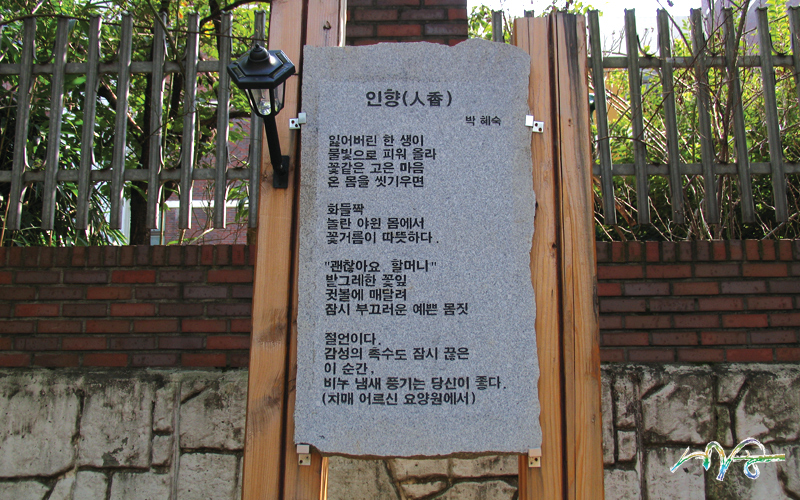 인향(人香)
박 혜숙
잃어버린 한 생이
물빛으로 피워 올라
꽃같은 고은 마음
온 몸을 씻기우면
화들짝
놀란 야윈 몸에서
꽃거름이 따뜻하다.
"괜찮아요 할머니"
발그레한 꽃잎
귓볼에 매달려
잠시 부끄러운 예쁜 몸짓
절언이다.
감성의 촉수도 잠시 끊은
이 순간,
비누 냄새 풍기는 당신이 좋다.
(치매 어르신 요양원에서)